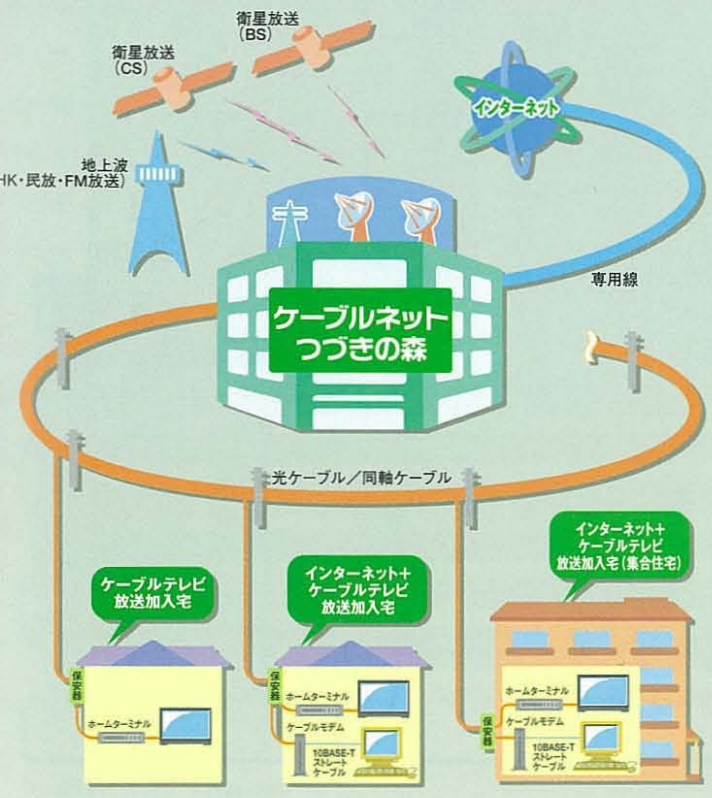 衛星放送
(BS)
衛星放送
(CS)
インターネット
地上波
HK・民放・FM放送)
専用線
ケーブルネット
つづきの森
光ケーブル/同軸ケーブル
ケーブルテレビ
放送加入宅
インターネット+
ケーブルテレビ
放送加入宅
インターネット+
ケーブルテレビ
放送加入宅(集合住宅)
保安器
ホームターミナル
保安器
ホームターミナル
ケーブルモデム
10BASE-T
ストレート
ケーブル
保安器
ホームターミナル
ケーブルモデム
10BASE-T
ストレート
ケーブル